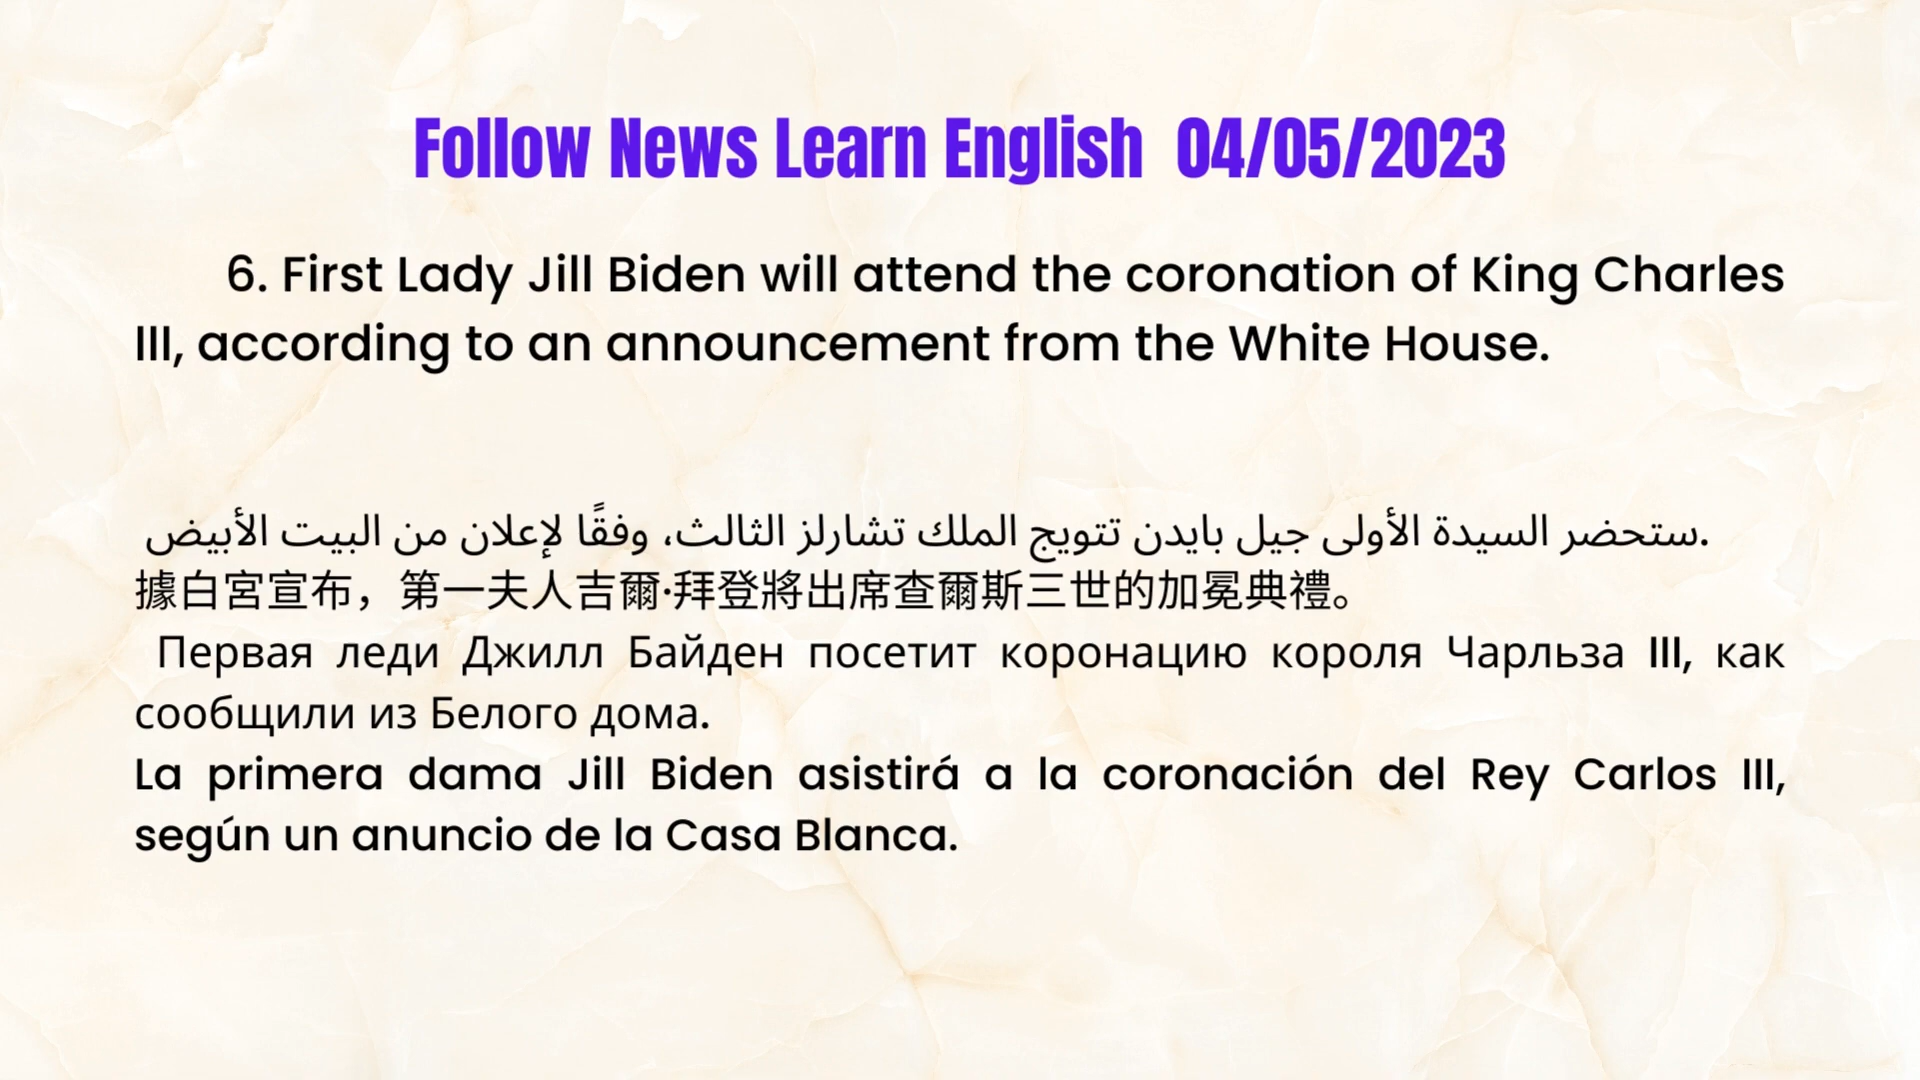 Follow News Learn English 04/05/2023
6. First Lady Jill Biden will attend the coronation of King Charles
III, according to an announcement from the White House.
ستحضر السيدة الأولى جيل بايدن تتويج الملك تشارلز الثالث، وفقًا لإعلان من البيت الأبيض.
據白宮宣布，第一夫人吉爾·拜登將出席查爾斯三世的加冕典禮。
Первая леди Джилл Байден посетит коронацию короля Чарльза III, как
сообщили из Белого дома.
La primera dama Jill Biden asistirá a la coronación del Rey Carlos III,
según un anuncio de la Casa Blanca.